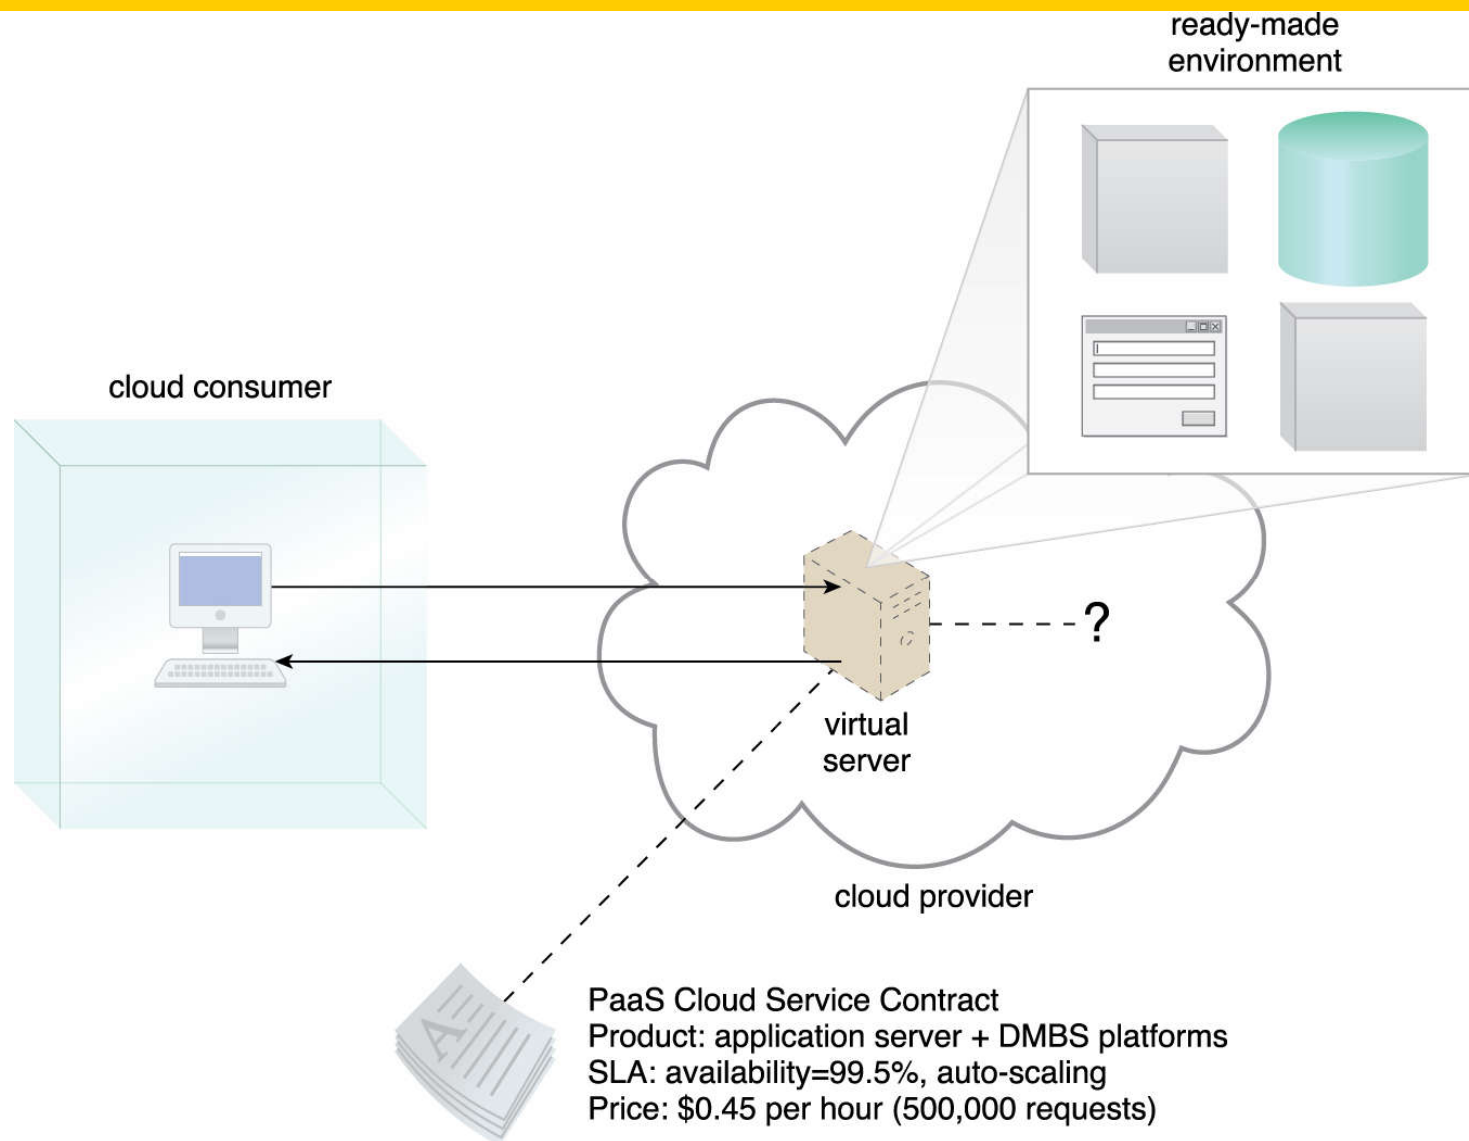 ready-made
environment
cloud consumer
?
virtual
server
cloud provider
A
PaaS Cloud Service Contract
Product: application server + DMBS platforms
SLA: availability=99.5%, auto-scaling
Price: $0.45 per hour (500,000 requests)